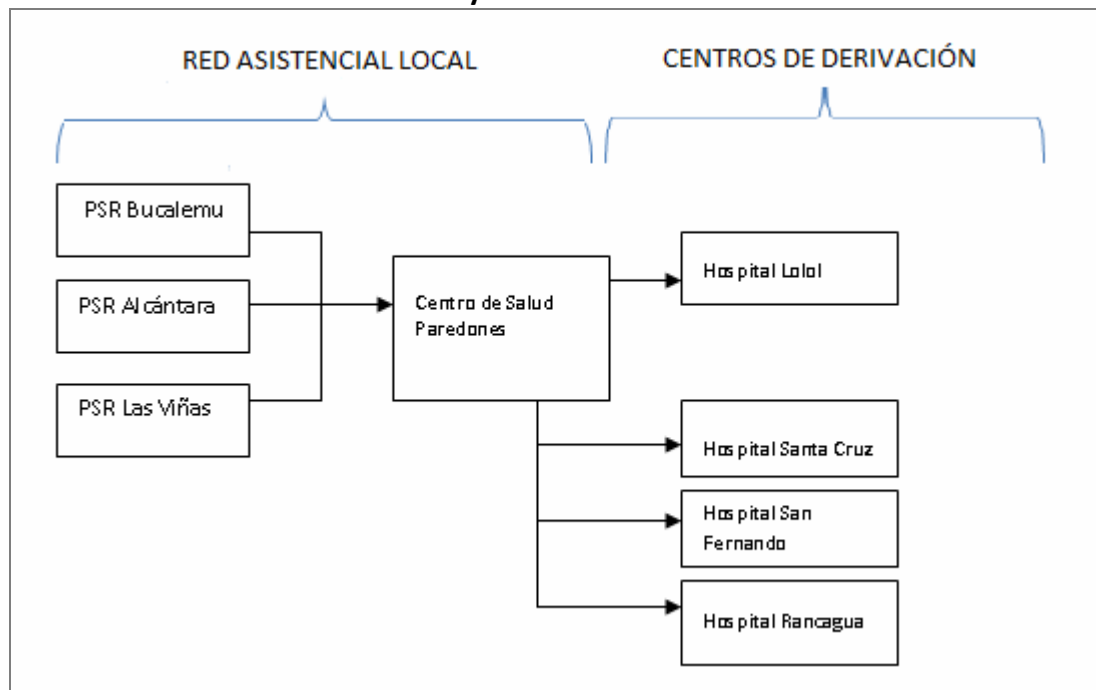 RED ASISTENCIAL LOCAL
CENTROS DE DERIVACIÓN
PSR Bucalemu
PSR Alcántara
PSR Las Viñas
Centro de Salud
Paredones
Hospital Lolol
Hospital Santa Cruz
Hospital San
Fernando
Hospital Rancagua